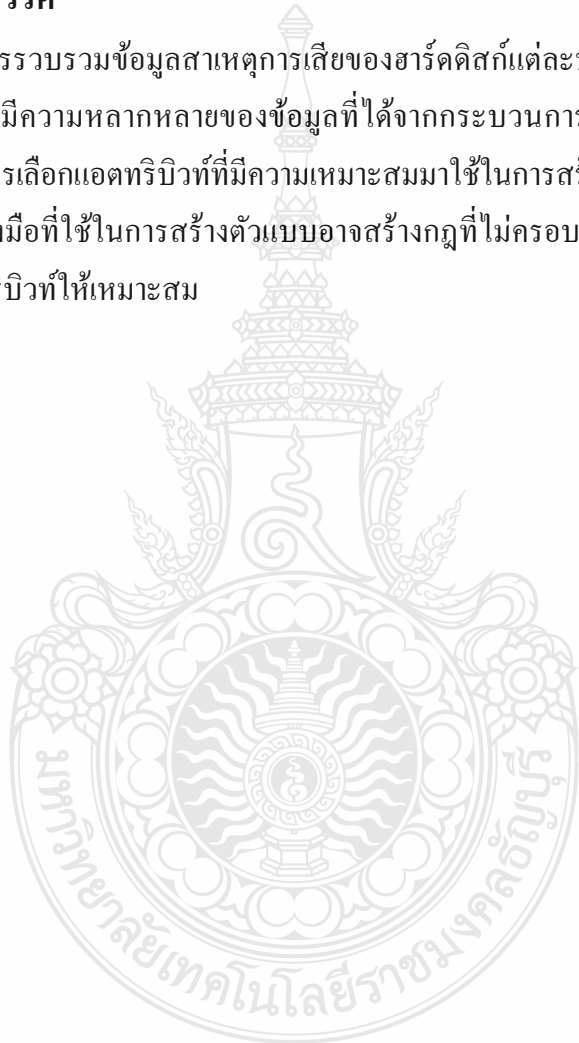 รวบรวมข้อมูลสาเหตุการเสียของฮาร์ดดิสก์แต่ละ
มีความหลากหลายของข้อมูลที่ได้จากกระบวนการ
รเลือกแอตทริบิวท์ที่มีความเหมาะสมมาใช้ในการ
มือที่ใช้ในการสร้างตัวแบบอาจสร้างกฎที่ไม่ครอบ
บิวท์ให้เหมาะสม
มหาวิทยาลัยเทคโนโลยีราชมงคลธัญบุรี